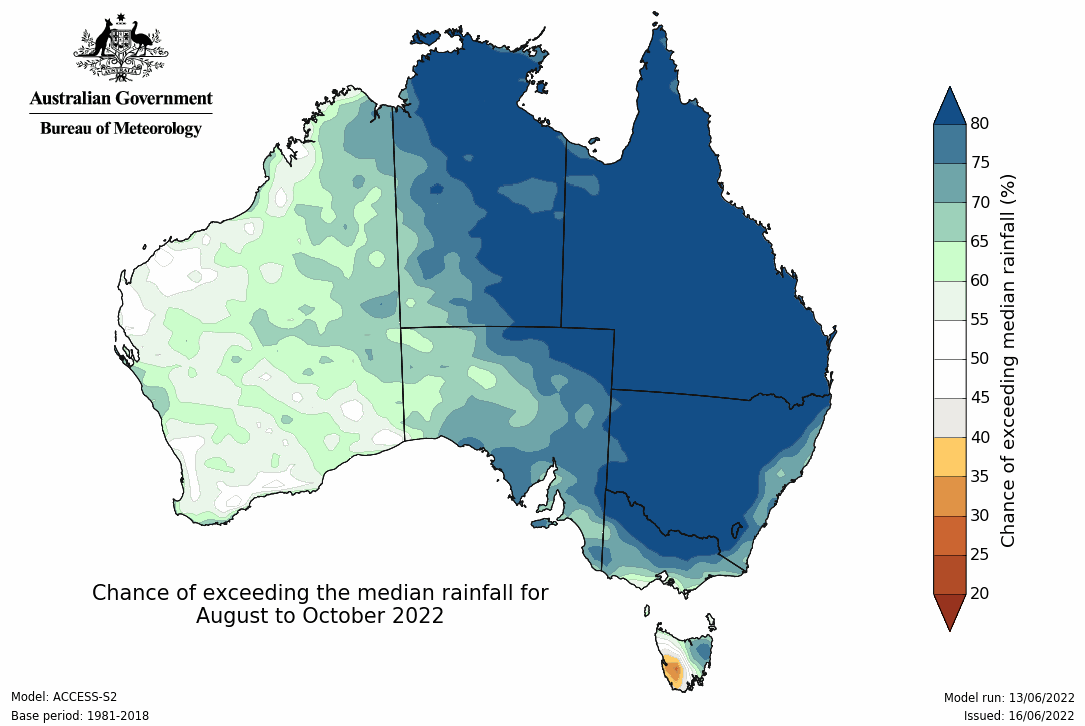 AUSTRALIA
Australian Government
Bureau of Meteorology
80
75
70
65
60
55
50
45
40
35
30
25
20
Chance of exceeding median rainfall (%)
Chance of exceeding the median rainfall for
August to October 2022
Model: ACCESS-S2
Base period: 1981-2018
Model run: 13/06/2022
Issued: 16/06/2022